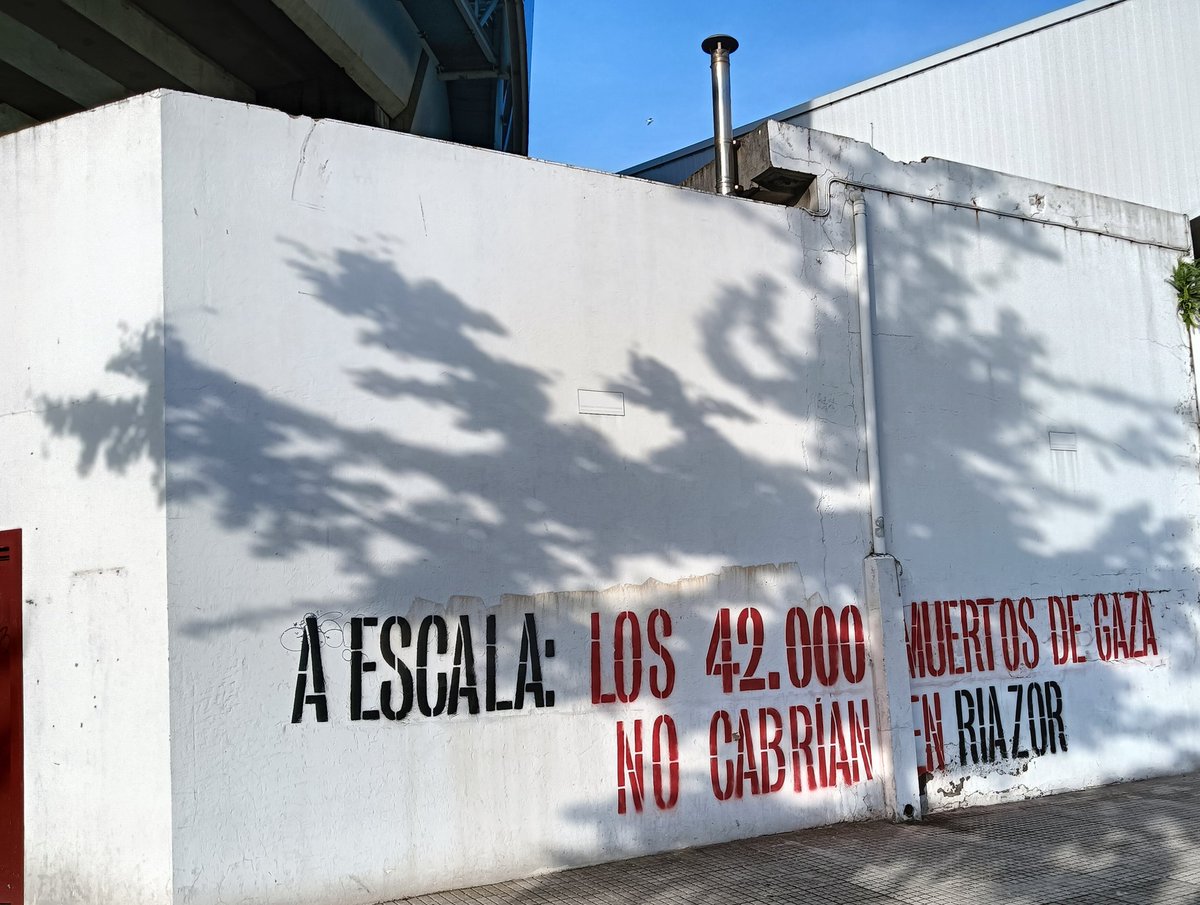 A ESCALA: LOS 42.000 MUERTOS DE GAZA
NO CABRÍAN EN RIAZOR